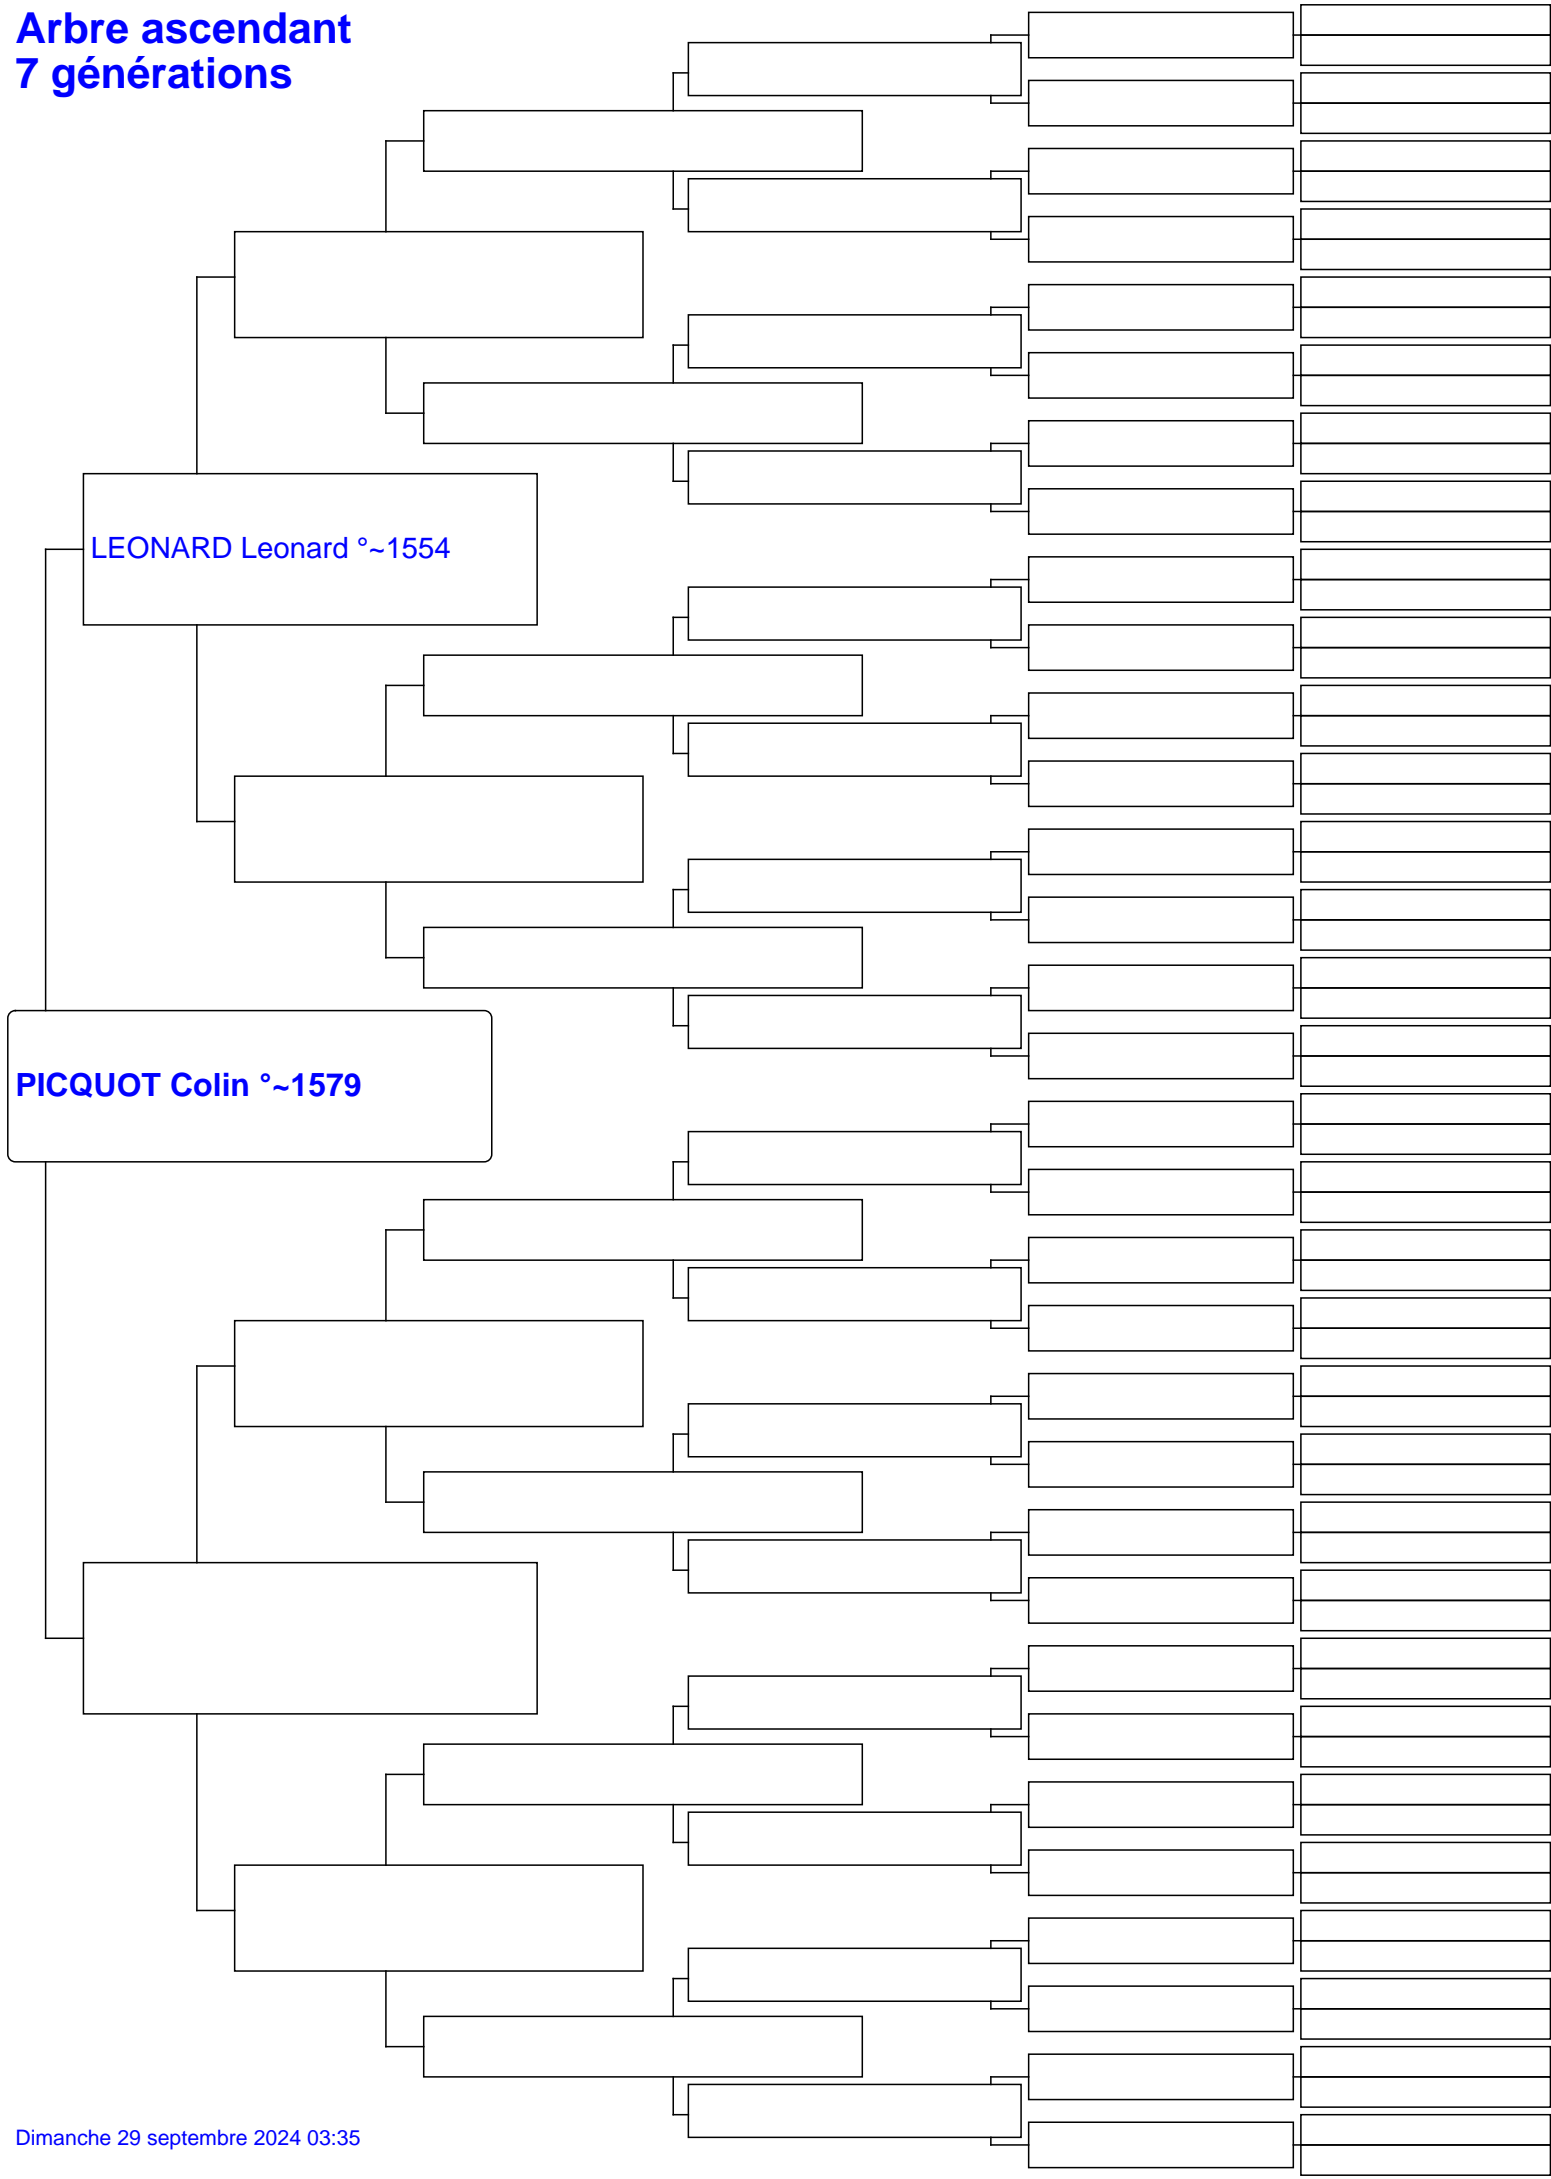 Arbre ascendant
7 générations
LEONARD Leonard °~1554
PICQUOT Colin °~1579
Dimanche 29 septembre 2024 03:35